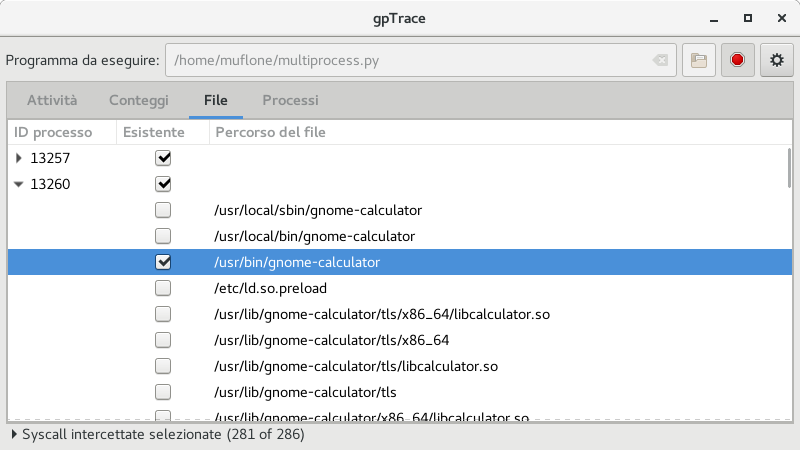 gpTrace
Programma da eseguire: /home/muflone/multiprocess.py
Attività Conteggi File Processi
ID processo Esistente Percorso del file
13257
13260
/usr/local/sbin/gnome-calculator
/usr/local/bin/gnome-calculator
/usr/bin/gnome-calculator
/etc/ld.so.preload
/usr/lib/gnome-calculator/tls/x86_64/libcalculator.so
/usr/lib/gnome-calculator/tls/x86_64
/usr/lib/gnome-calculator/tls/libcalculator.so
/usr/lib/gnome-calculator/tls
/usr/lib/gnome-calculator/x86_64/libcalculator.so
Syscall intercettate selezionate (281 of 286)